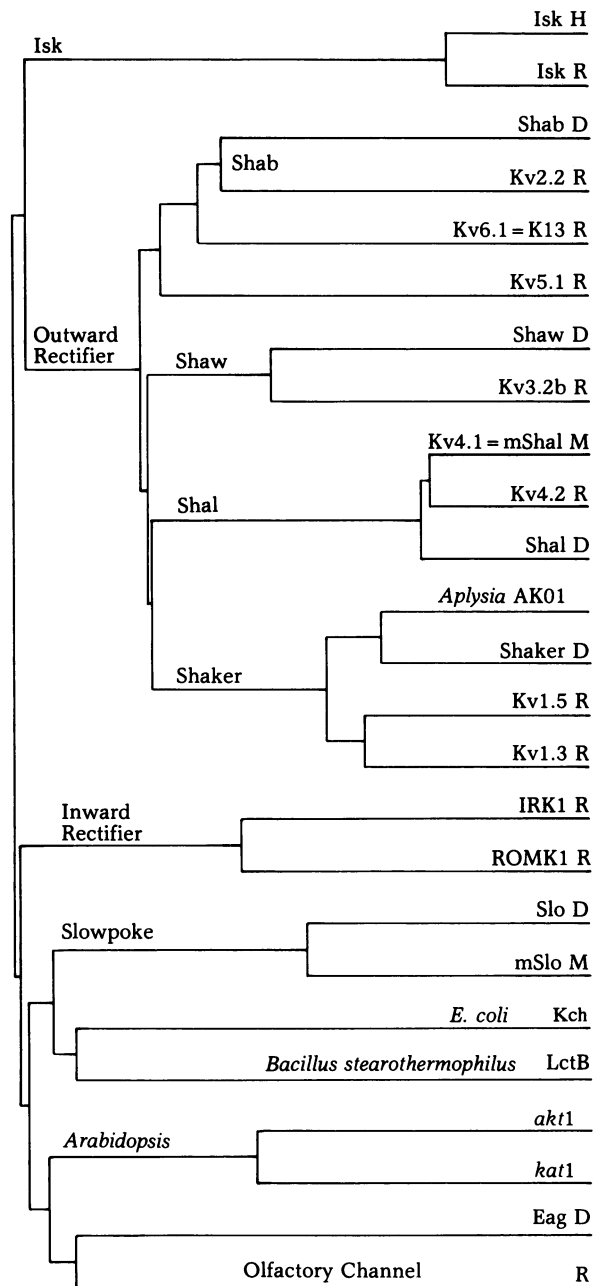 Isk H
Isk
Isk R
Shab D
Shab
Kv2.2 R
Kv6.1 = K13 R
Kv5.1 R
Outward
Rectifier
Shaw D
Shaw
Kv3.2b R
Kv4.1 = mShal M
Kv4.2 R
Shal
Shal D
Aplysia AK01
Shaker D
Shaker
Kv1.5 R
Kv1.3 R
Inward
Rectifier
IRK1 R
ROMK1 R
Slo D
Slowpoke
mSlo M
E. coli Kch
Bacillus stearothermophilus LctB
akt1
Arabidopsis
kat1
Eag D
Olfactory Channel R